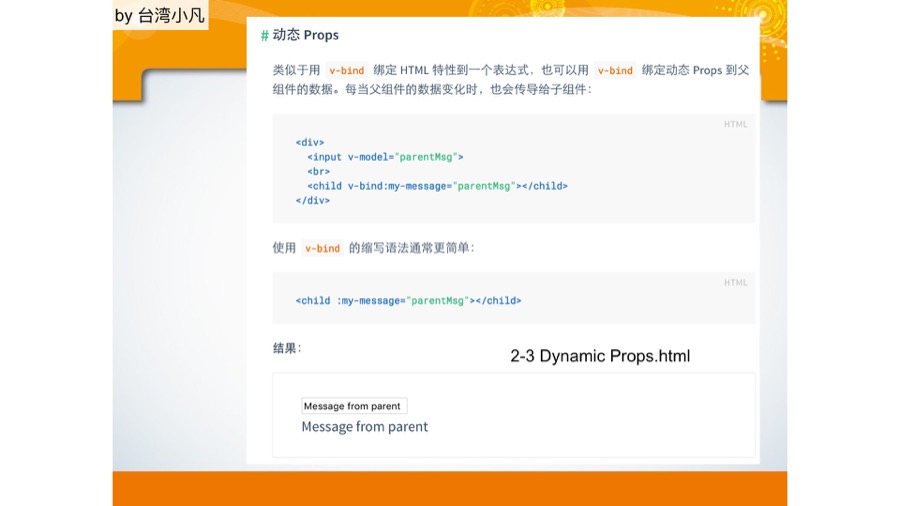 by 台湾小凡
# 动态 Props
类似于用 v-bind 绑定 HTML 特性到一个表达式，也可以用 v-bind 绑定动态 Props 到父
组件的数据。每当父组件的数据变化时，也会传导给子组件：
HTML
<div>
<input v-model="parentMsg">
<br>
<child v-bind:my-message="parentMsg"></child>
</div>
使用 v-bind 的缩写语法通常更简单：
HTML
<child :my-message="parentMsg"></child>
结果：
2-3 Dynamic Props.html
Message from parent
Message from parent